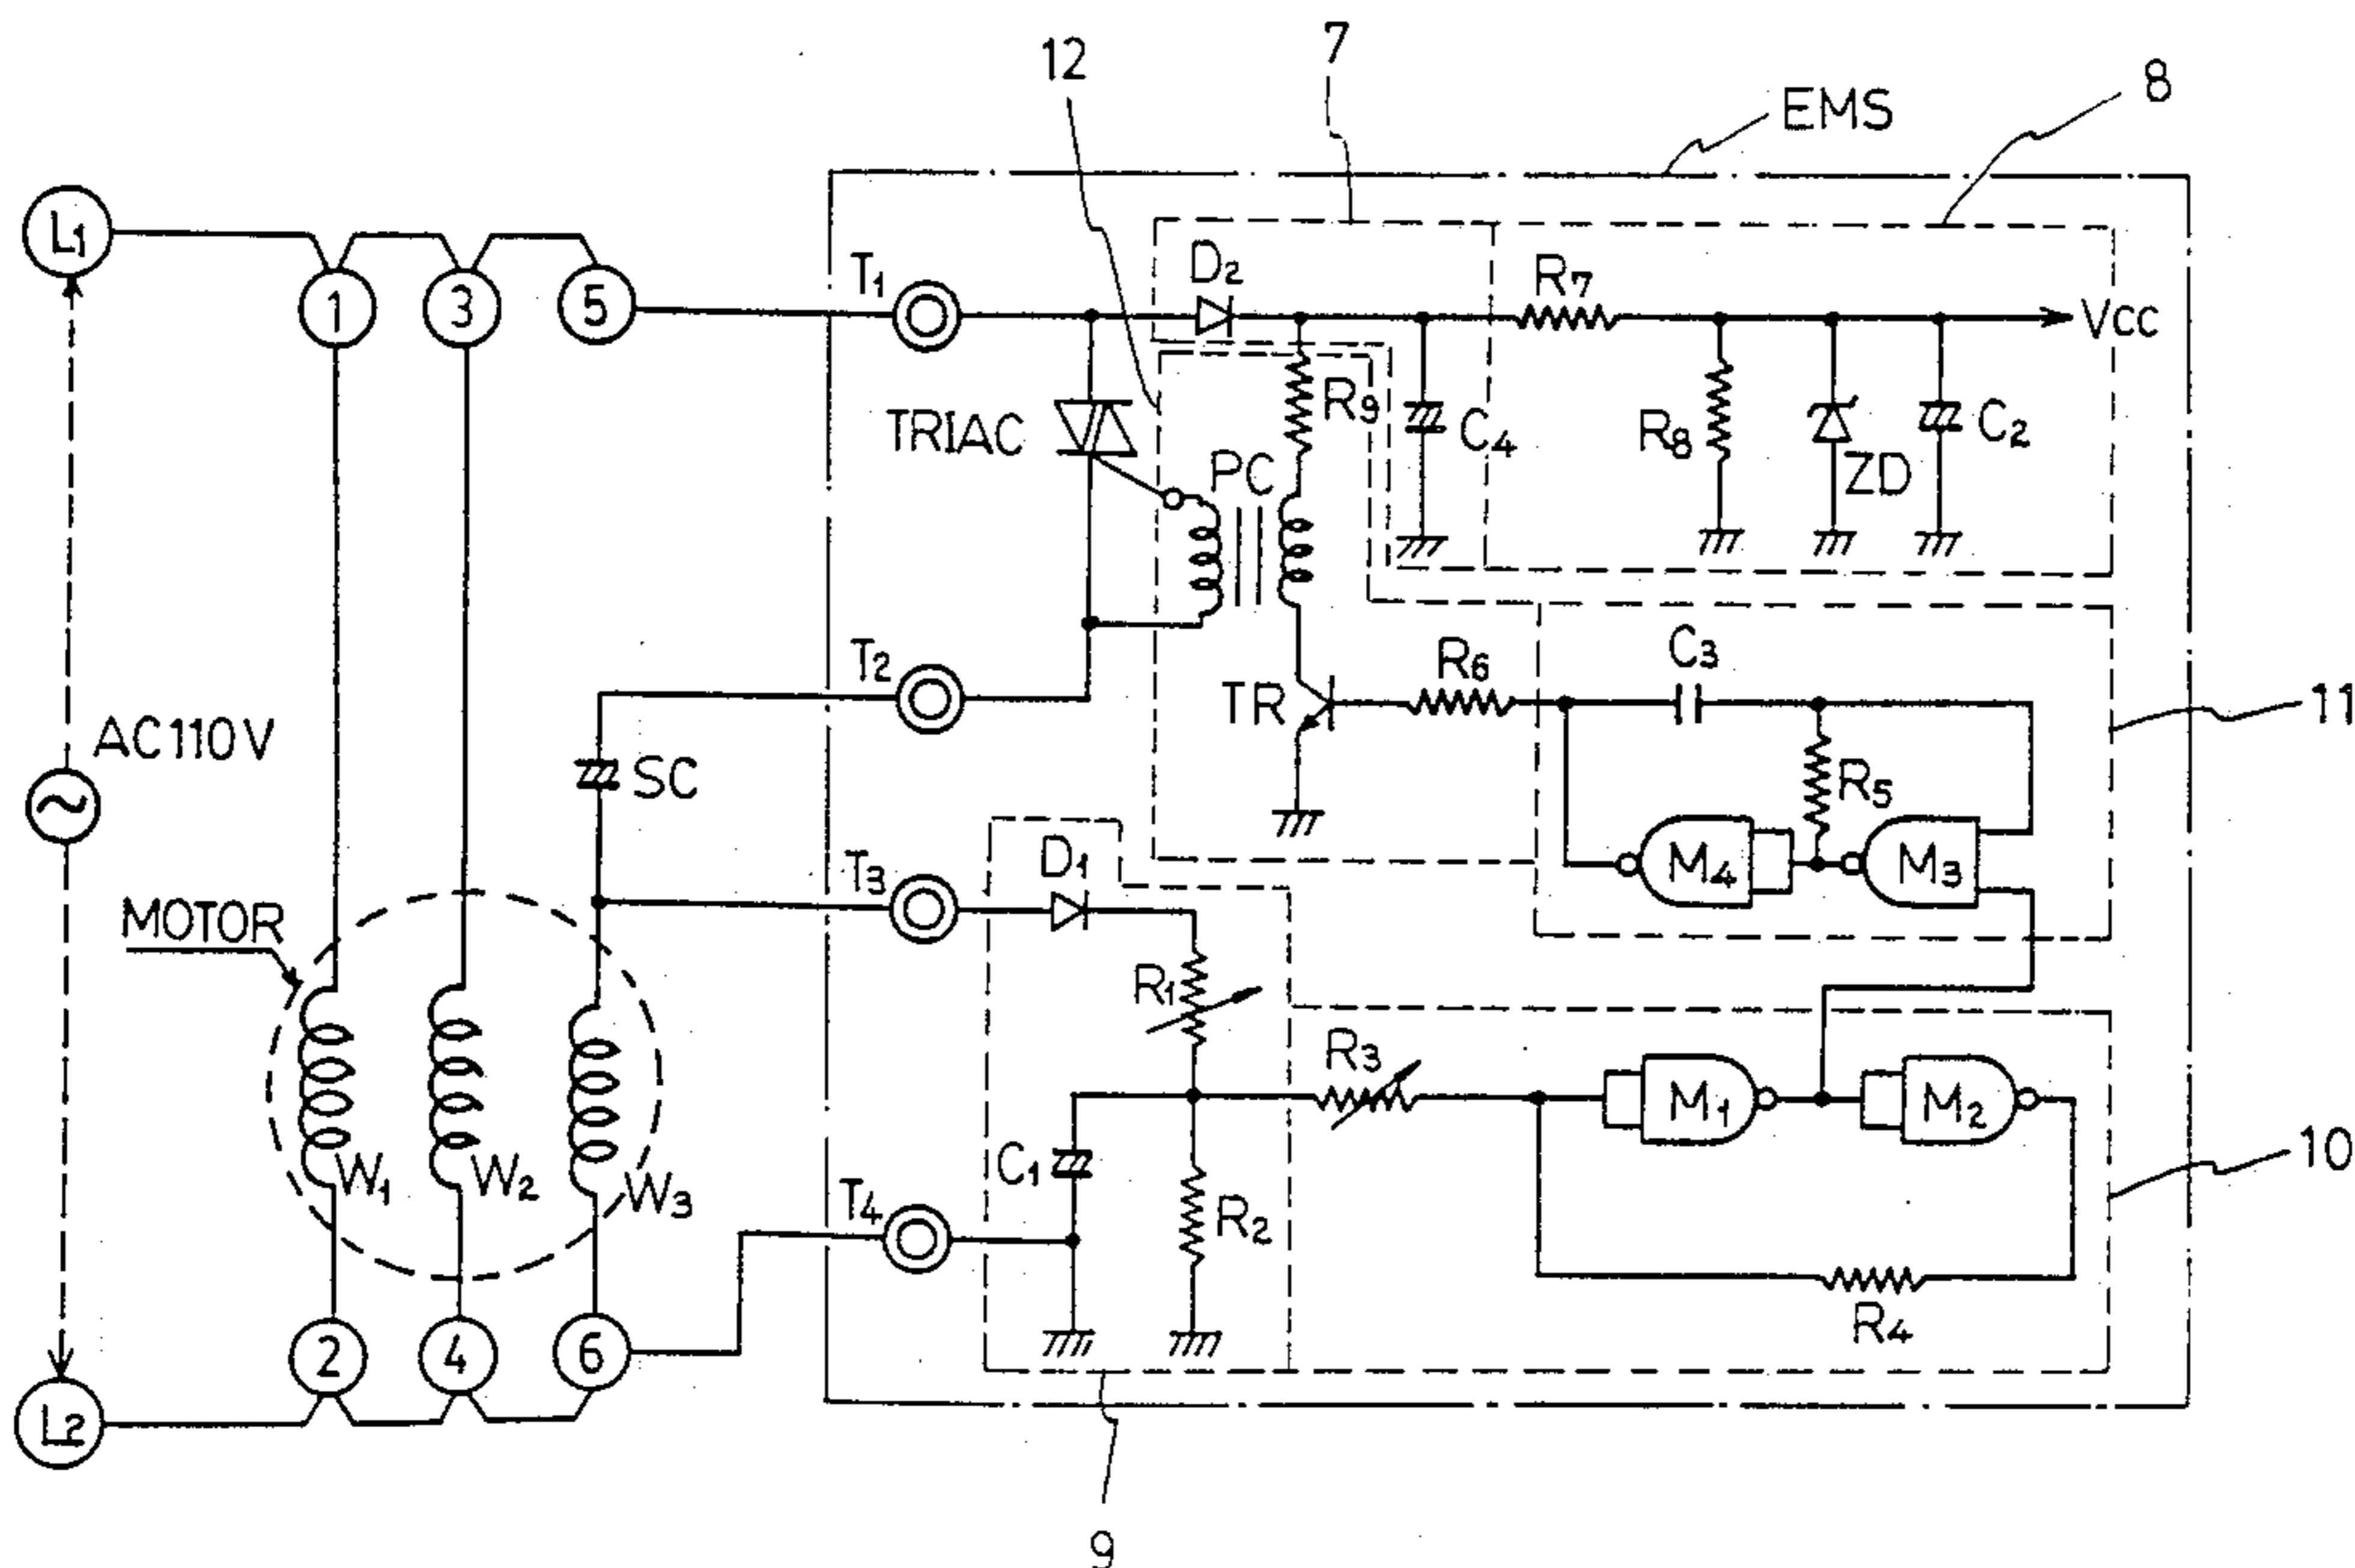 7
12
EMS
8
L1
1
3
5
T1
D2
R7
Vcc
TRIAC
R9
C4
R8
ZD
C2
PC
T2
R6
C3
TR
11
AC110V
SC
R5
M4
M3
T3
D1
MOTOR
R1
R3
M1
M2
W1
W2
W3
C1
R2
10
T4
R4
2
4
6
L2
9